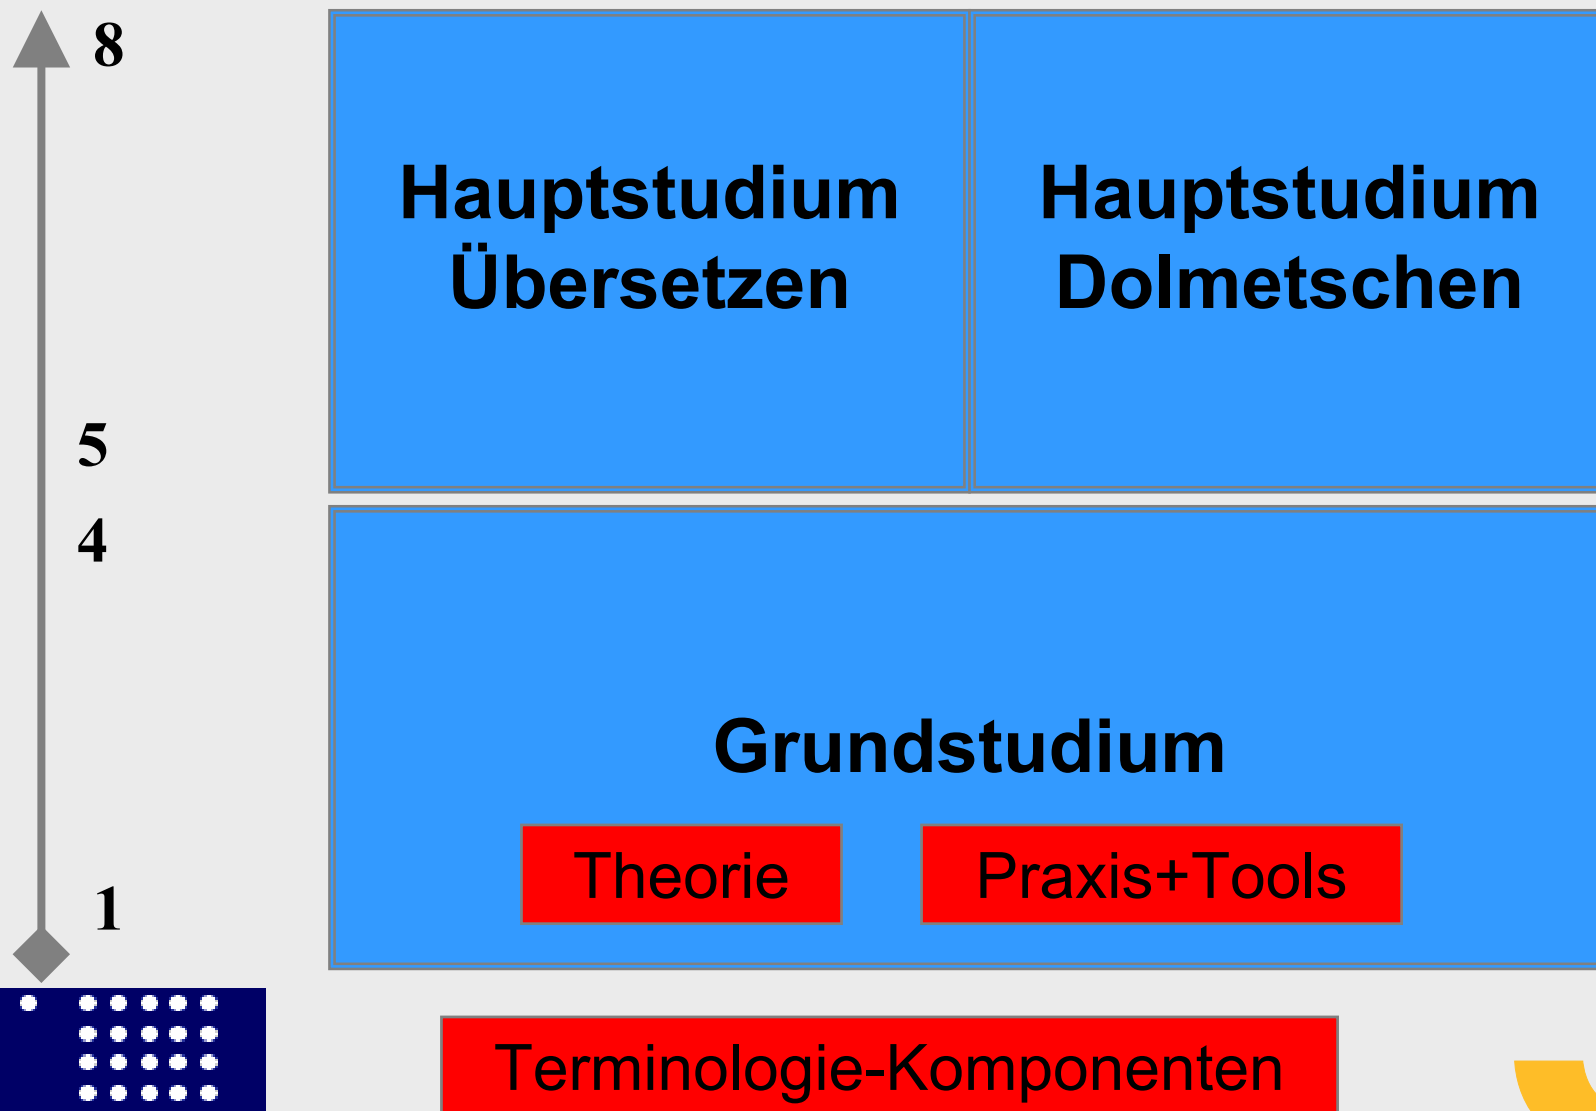 8
Hauptstudium
Übersetzen
Hauptstudium
Dolmetschen
5
4
Grundstudium
Theorie
Praxis+Tools
1
Terminologie-Komponenten